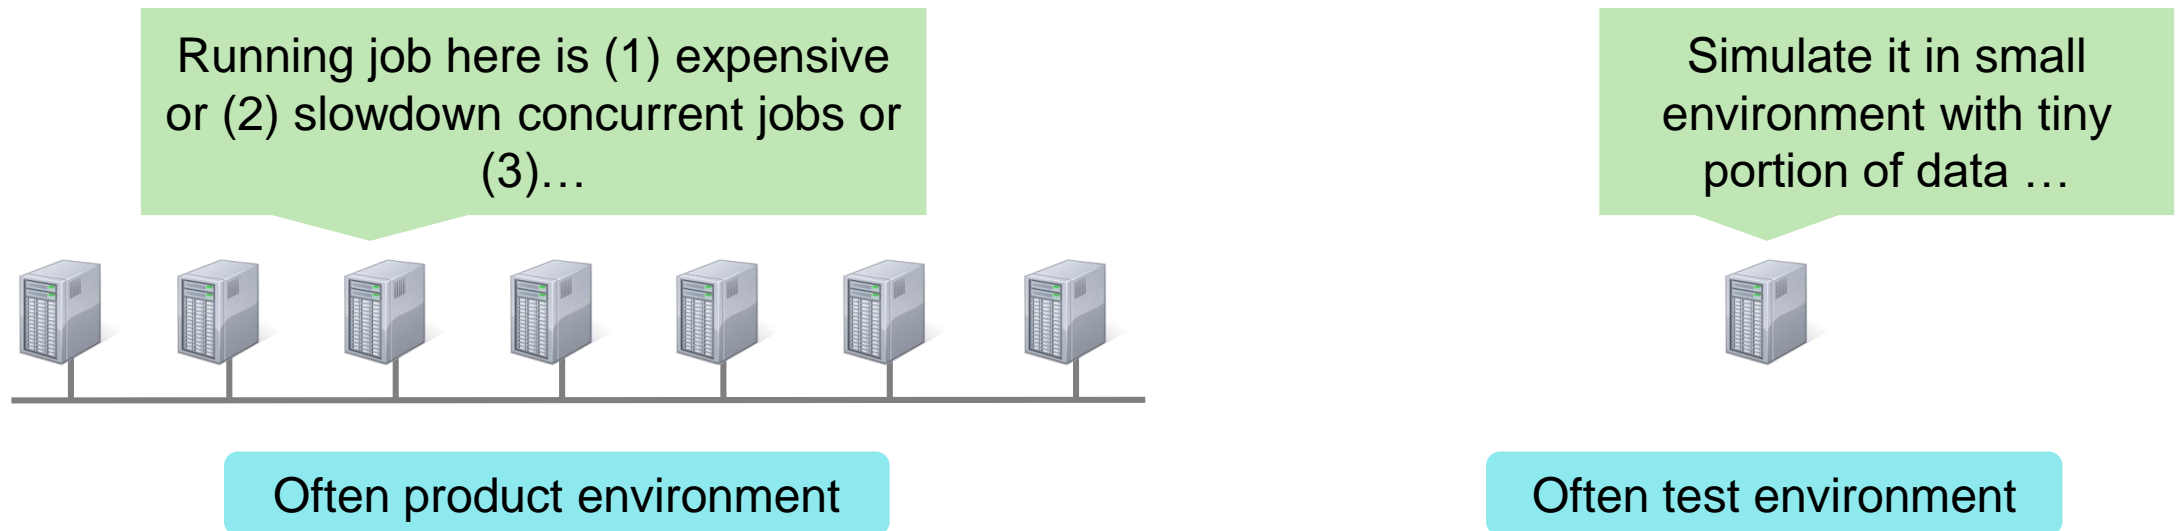 Running job here is (1) expensive
or (2) slowdown concurrent jobs or
(3)…
Simulate it in small
environment with tiny
portion of data …
Often product environment
Often test environment